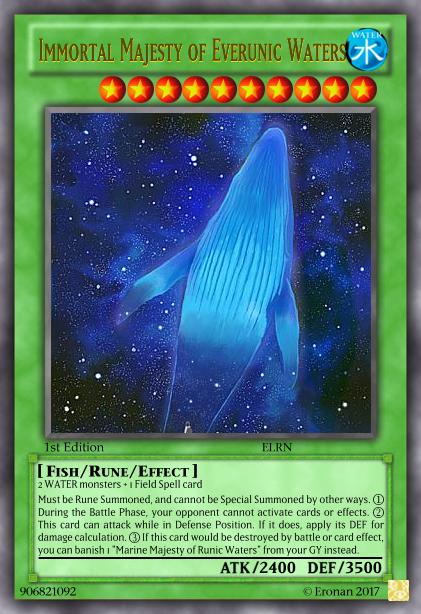 Immortal Majesty of Everunic Waters
WATER
水
1st Edition ELRN
[ Fish/Rune/Effect ]
2 WATER monsters + 1 Field Spell card
Must be Rune Summoned, and cannot be Special Summoned by other ways. ①
During the Battle Phase, your opponent cannot activate cards or effects. ②
This card can attack while in Defense Position. If it does, apply its DEF for
damage calculation. ③ If this card would be destroyed by battle or card effect,
you can banish 1 "Marine Majesty of Runic Waters" from your GY instead.
ATK/2400 DEF/3500
906821092 © Eronan 2017